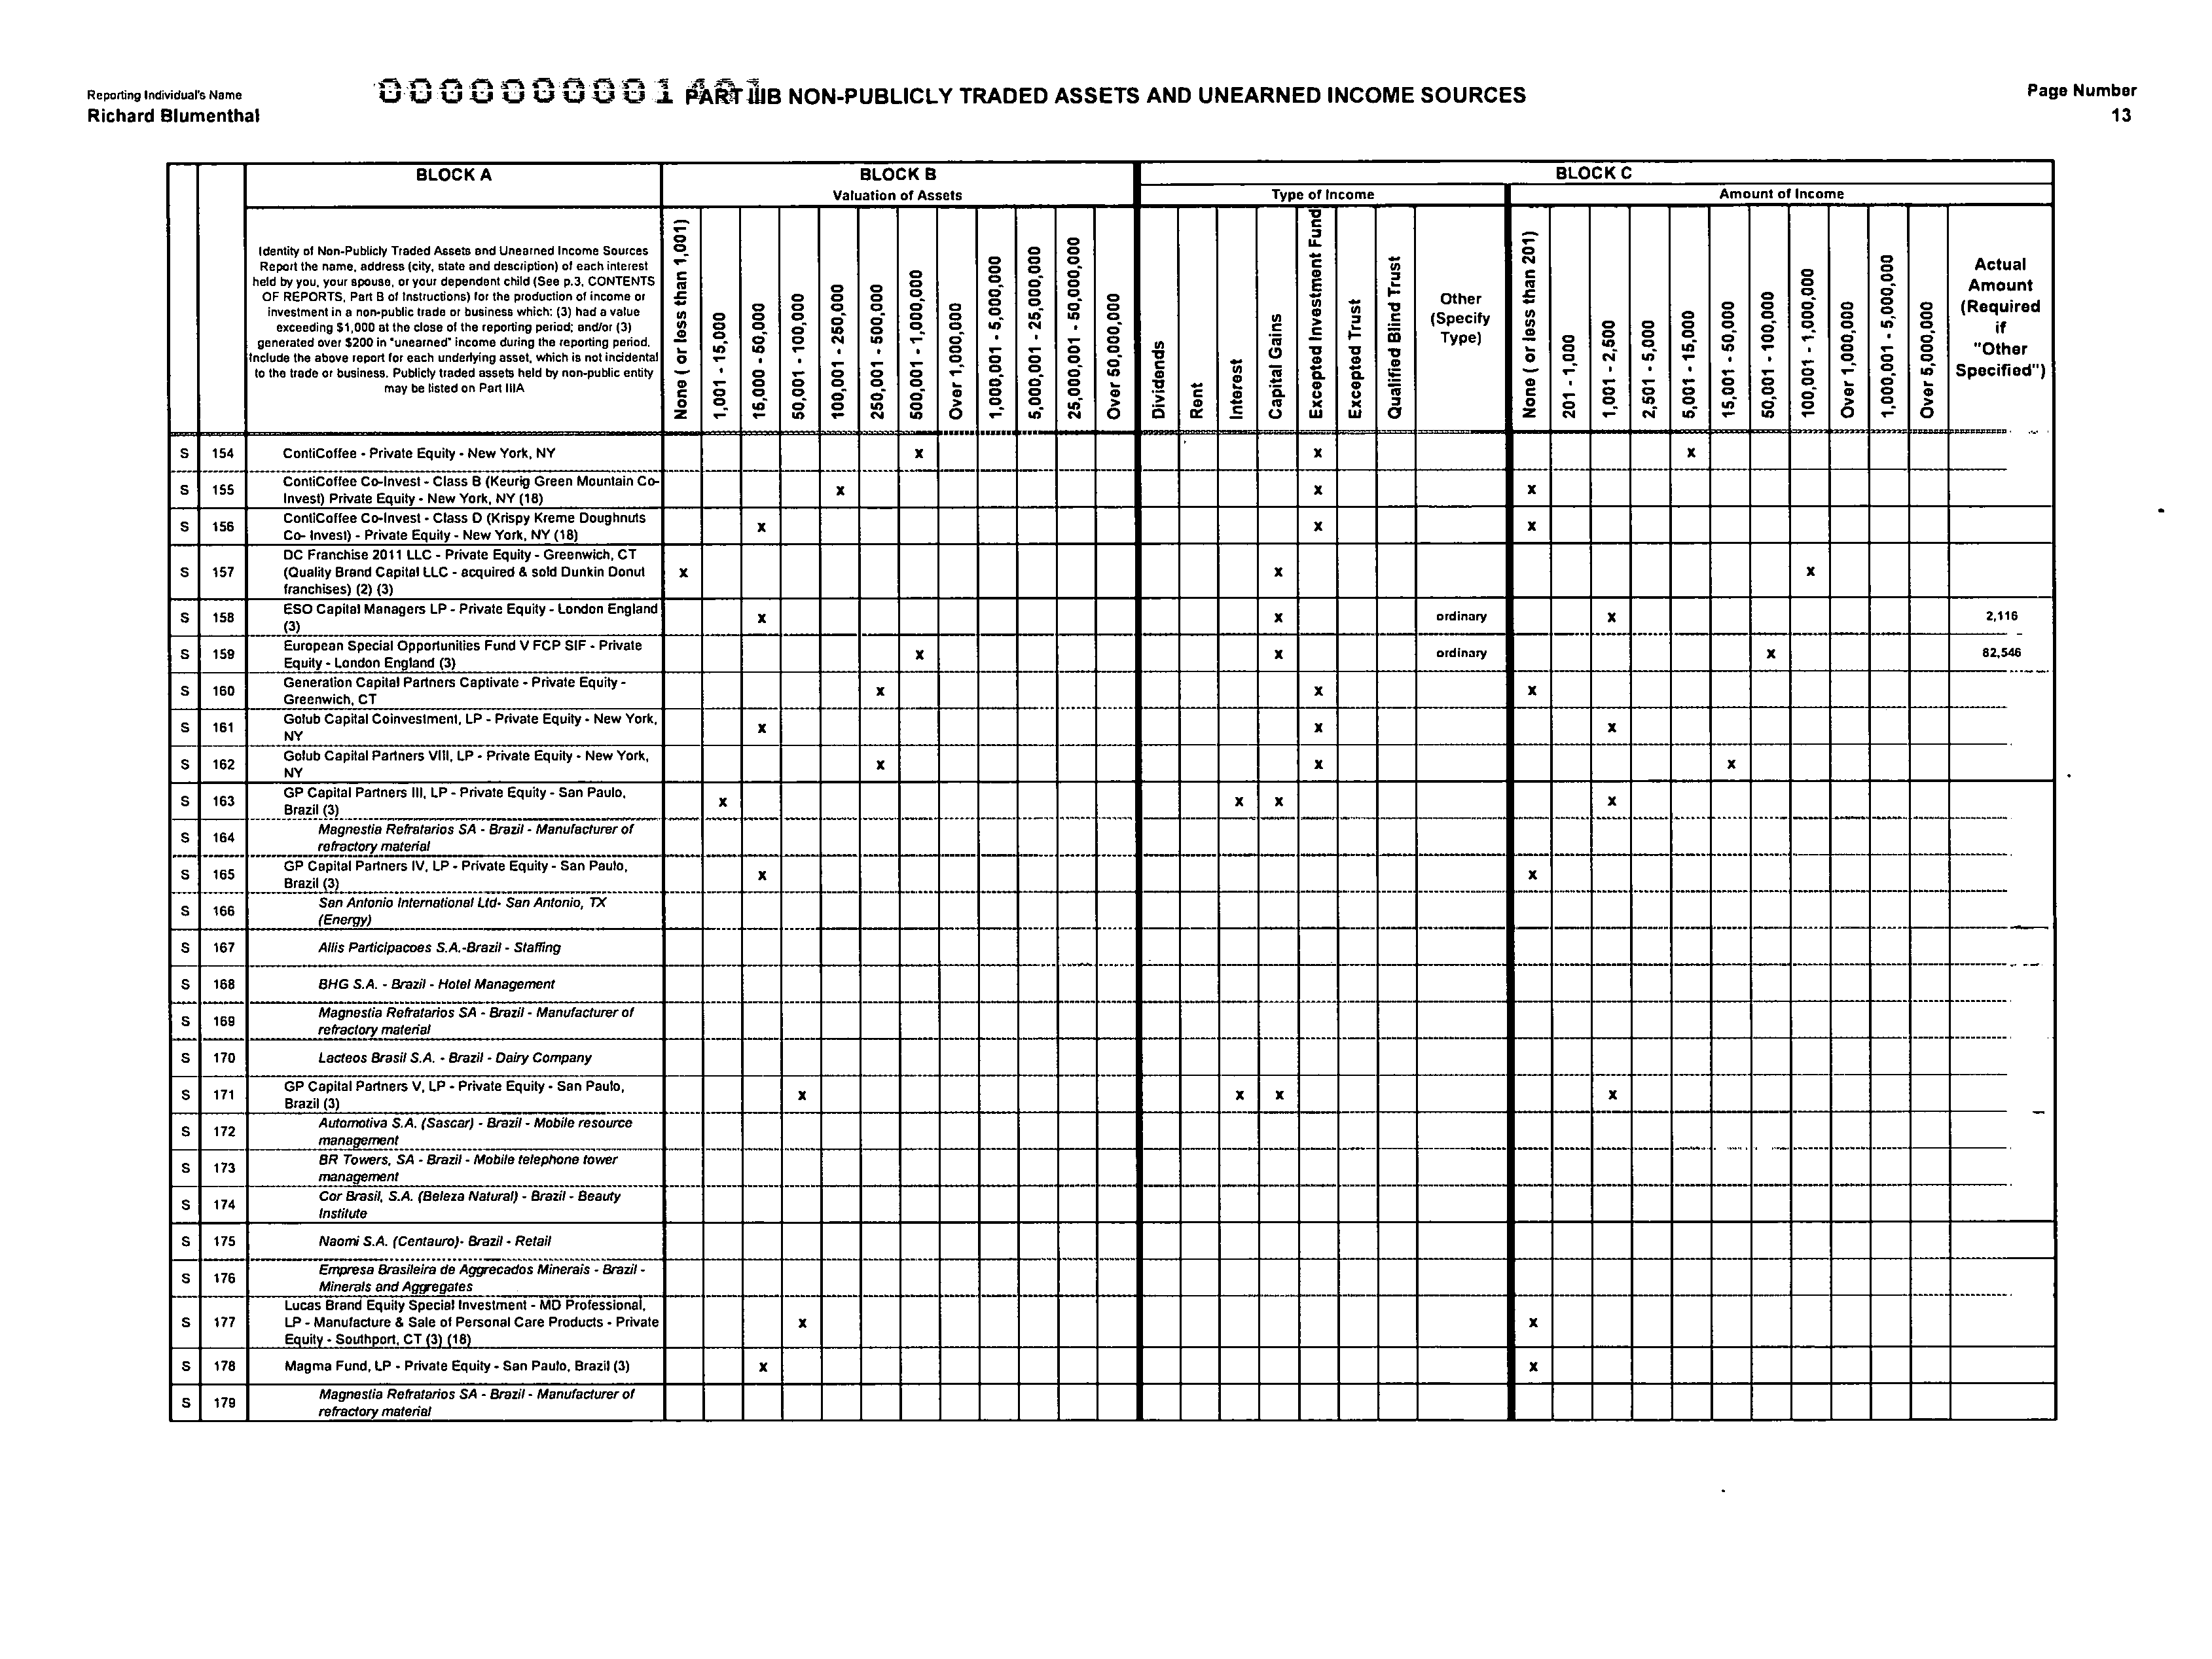 Reporting Individual's Name
Richard Blumenthal
PART IIIB NON-PUBLICLY TRADED ASSETS AND UNEARNED INCOME SOURCES
Page Number
13
BLOCK A
BLOCK B
BLOCK C
Valuation of Assets
Type of Income
Amount of Income
Identity of Non-Publicly Traded Assets and Unearned Income Sources
Report the name, address (city, state and description) of each interest
held by you, your spouse, or your dependent child (See p.3, CONTENTS
OF REPORTS, Part B of Instructions) for the production of income or
investment in a non-public trade or business which: (3) had a value
exceeding $1,000 at the close of the reporting period; and/or (3)
generated over $200 in "unearned" income during the reporting period.
Include the above report for each underlying asset, which is not incidental
to the trade or business. Publicly traded assets held by non-public entity
may be listed on Part IIIA
None ( or less than 1,001)
1,001 - 15,000
15,000 - 50,000
50,001 - 100,000
100,001 - 250,000
250,001 - 500,000
500,001 - 1,000,000
Over 1,000,000
1,000,001 - 5,000,000
5,000,001 - 25,000,000
25,000,001 - 50,000,000
Over 50,000,000
Dividends
Rent
Interest
Capital Gains
Excepted Investment Fund
Excepted Trust
Qualified Blind Trust
Other
(Specify
Type)
None ( or less than 201)
201 - 1,000
1,001 - 2,500
2,501 - 5,000
5,001 - 15,000
15,001 - 50,000
50,001 - 100,000
100,001 - 1,000,000
Over 1,000,000
1,000,001 - 5,000,000
Over 5,000,000
Actual
Amount
(Required
if
"Other
Specified")
S 154 ContiCoffee - Private Equity - New York, NY x x x
S 155 ContiCoffee Co-Invest - Class B (Keurig Green Mountain Co-
Invest) Private Equity - New York, NY (18) x x x
S 156 ContiCoffee Co-Invest - Class D (Krispy Kreme Doughnuts
Co- Invest) - Private Equity - New York, NY (18) x x x
S 157 DC Franchise 2011 LLC - Private Equity - Greenwich, CT
(Quality Brand Capital LLC - acquired & sold Dunkin Donut x x x
franchises) (2) (3)
S 158 ESO Capital Managers LP - Private Equity - London England
(3) x x ordinary x 2,116
S 159 European Special Opportunities Fund V FCP SIF - Private
Equity - London England (3) x x ordinary x 82,546
S 160 Generation Capital Partners Captivate - Private Equity -
Greenwich, CT x x x
S 161 Golub Capital Coinvestment, LP - Private Equity - New York,
NY x x x
S 162 Golub Capital Partners VIII, LP - Private Equity - New York,
NY x x x
S 163 GP Capital Partners III, LP - Private Equity - San Paulo,
Brazil (3) x x x x
S 164 Magnestia Refratarios SA - Brazil - Manufacturer of
refractory material
S 165 GP Capital Partners IV, LP - Private Equity - San Paulo,
Brazil (3) x x
S 166 San Antonio International Ltd- San Antonio, TX
(Energy)
S 167 Allis Participacoes S.A.-Brazil - Staffing
S 168 BHG S.A. - Brazil - Hotel Management
S 169 Magnestia Refratarios SA - Brazil - Manufacturer of
refractory material
S 170 Lacteos Brasil S.A. - Brazil - Dairy Company
S 171 GP Capital Partners V, LP - Private Equity - San Paulo,
Brazil (3) x x x x
S 172 Automotiva S.A. (Sascar) - Brazil - Mobile resource
management
S 173 BR Towers, SA - Brazil - Mobile telephone tower
management
S 174 Cor Brasil, S.A. (Beleza Natural) - Brazil - Beauty
Institute
S 175 Naomi S.A. (Centauro)- Brazil - Retail
S 176 Empresa Brasileira de Aggrecados Minerais - Brazil -
Minerals and Aggregates
S 177 Lucas Brand Equity Special Investment - MD Professional,
LP - Manufacture & Sale of Personal Care Products - Private x x
Equity - Southport, CT (3) (18)
S 178 Magma Fund, LP - Private Equity - San Paulo, Brazil (3) x x
S 179 Magnestia Refratarios SA - Brazil - Manufacturer of
refractory material